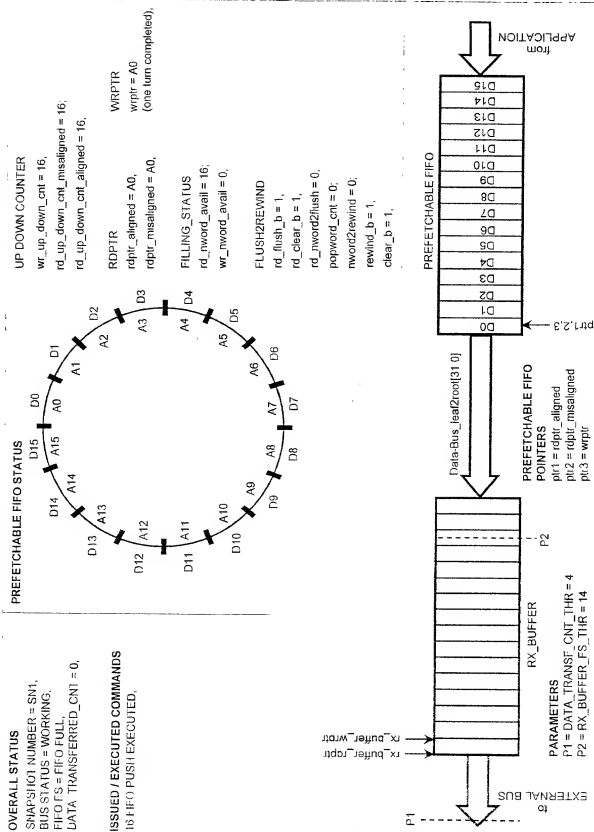 OVERALL STATUS
SNAPSHOT NUMBER = SN1,
BUS STATUS = WORKING,
FIFO FS = FIFO FULL,
DATA TRANSFERRED_CNT = 0,
ISSUED / EXECUTED COMMANDS
16 FIFO PUSH EXECUTED,
PREFETCHABLE FIFO STATUS
D0
D1
D2
D3
D4
D5
D6
D7
D8
D9
D10
D11
D12
D13
D14
D15
A0
A1
A2
A3
A4
A5
A6
A7
A8
A9
A10
A11
A12
A13
A14
A15
UP DOWN COUNTER
wr_up_down_cnt = 16,
rd_up_down_cnt_misaligned = 16;
rd_up_down_cnt_aligned = 16,
RDPTR
rdptr_aligned = A0,
rdptr_misaligned = A0,
WRPTR
wrptr = A0
(one turn completed),
FILLING_STATUS
rd_nword_avail = 16;
wr_nword_avail = 0,
FLUSH2REWIND
rd_flush_b = 1,
rd_clear_b = 1,
rd_nword2flush = 0,
popword_cnt = 0;
nword2rewind = 0;
rewind_b = 1,
clear_b = 1,
P1
to
EXTERNAL BUS
rx_buffer_rdptr
rx_buffer_wrptr
P2
RX_BUFFER
PARAMETERS
P1 = DATA_TRANSF_CNT_THR = 4
P2 = RX_BUFFER_FS_THR = 14
Data-Bus_leaf2root[31 0]
PREFETCHABLE FIFO
POINTERS
ptr1 = rdptr_aligned
ptr2 = rdptr_misaligned
ptr3 = wrptr
PREFETCHABLE FIFO
D0
D1
D2
D3
D4
D5
D6
D7
D8
D9
D10
D11
D12
D13
D14
D15
ptr1,2,3
from
APPLICATION